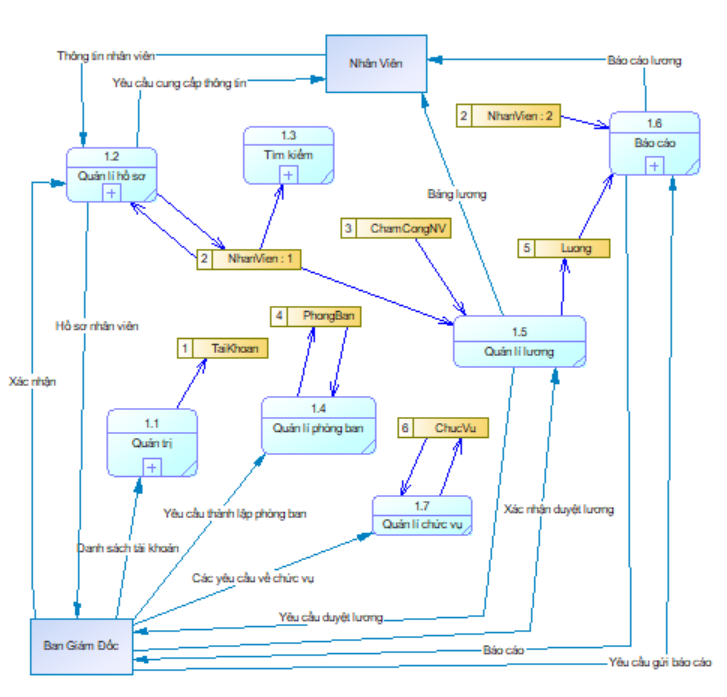 Thông tin nhân viên
Nhân Viên
Báo cáo lương
Yêu cầu cung cấp thông tin
2 NhanVien : 2
1.3
Tìm kiếm
1.6
Báo cáo
1.2
Quản lí hồ sơ
Bảng lương
3 ChamCongNV
2 NhanVien : 1
5 Luong
4 PhongBan
Hồ sơ nhân viên
1.5
Quản lí lương
1 TaiKhoan
Xác nhận
1.4
Quản lí phòng ban
1.1
Quản trị
6 ChucVu
1.7
Quản lí chức vụ
Yêu cầu thành lập phòng ban
Xác nhận duyệt lương
Danh sách tài khoản
Các yêu cầu về chức vụ
Yêu cầu duyệt lương
Ban Giám Đốc
Báo cáo
Yêu cầu gửi báo cáo